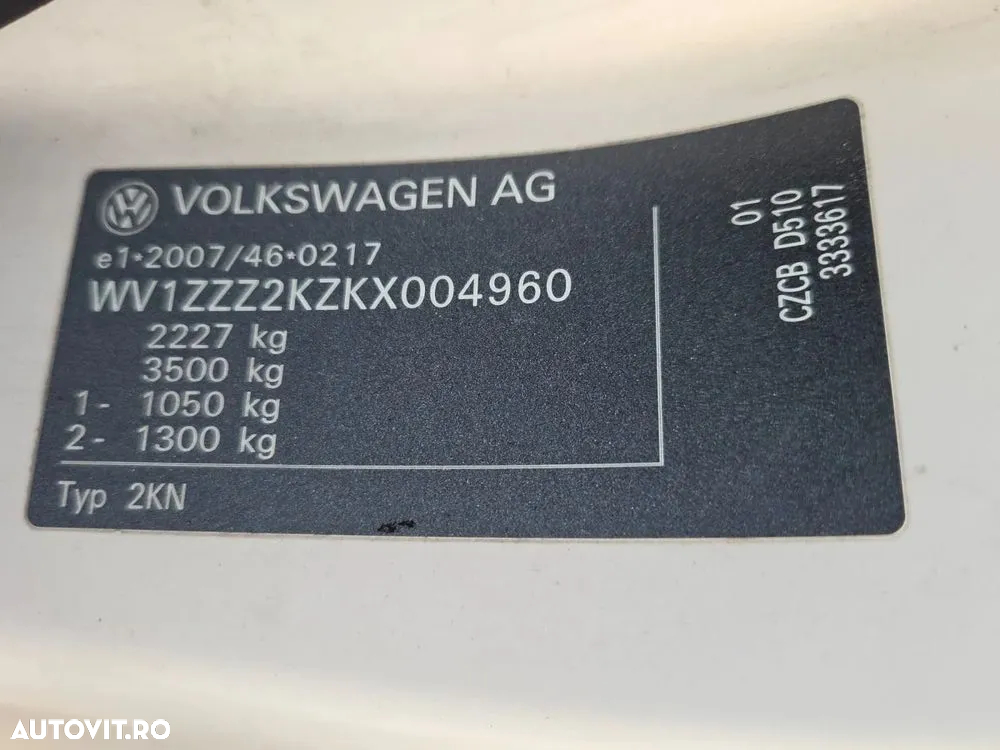 VOLKSWAGEN AG
e1*2007/46*0217
WV1ZZZ2KZKX004960
2227 kg
3500 kg
1- 1050 kg
2- 1300 kg
Typ 2KN
01
CZCB D510
3333617
AUTOVIT.RO